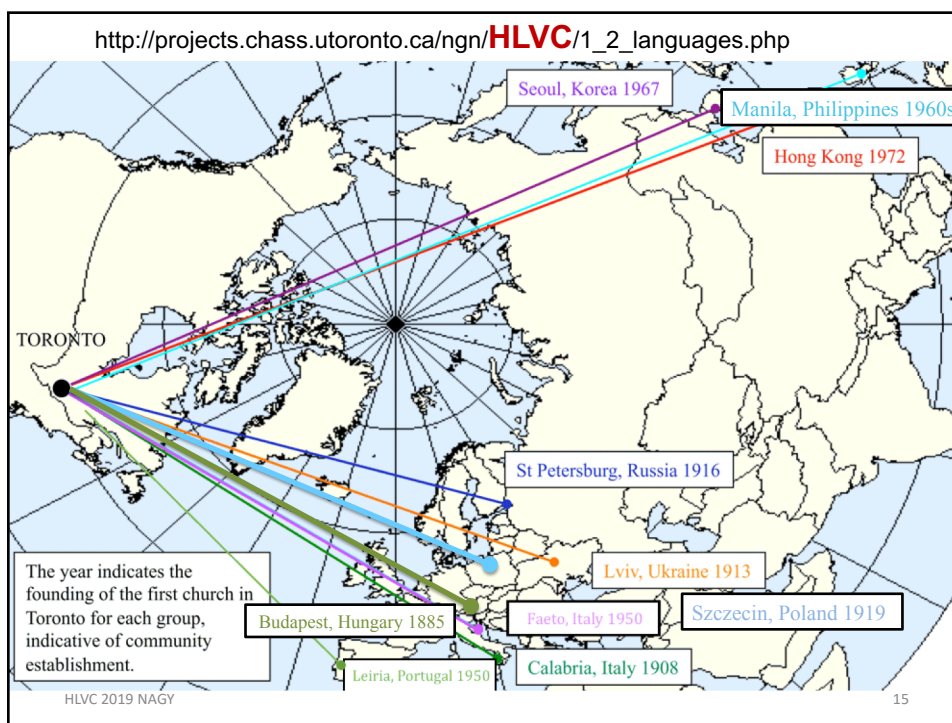 http://projects.chass.utoronto.ca/ngn/HLVC/1_2_languages.php
Seoul, Korea 1967
Manila, Philippines 1960s
Hong Kong 1972
TORONTO
St Petersburg, Russia 1916
Lviv, Ukraine 1913
The year indicates the
founding of the first church in
Toronto for each group,
indicative of community
establishment.
Budapest, Hungary 1885
Faeto, Italy 1950
Szczecin, Poland 1919
Leiria, Portugal 1950
Calabria, Italy 1908
HLVC 2019 NAGY
15